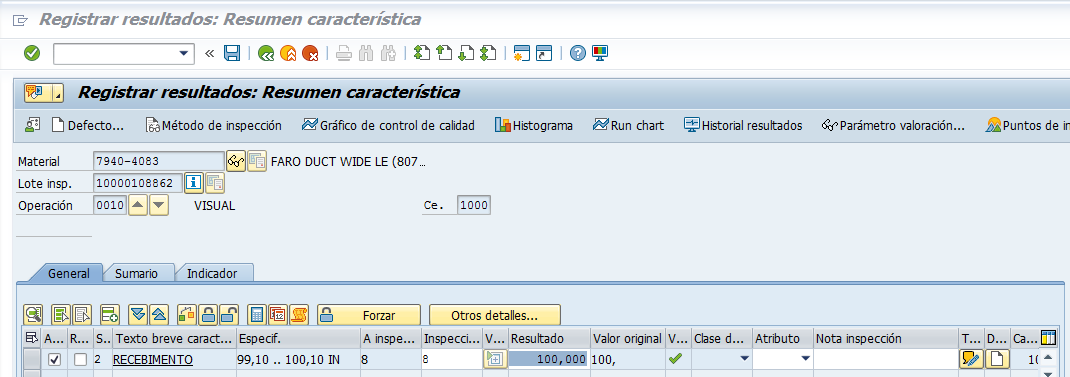 Registrar resultados: Resumen característica
Registrar resultados: Resumen característica
Defecto... Método de inspección Gráfico de control de calidad Histograma Run chart Historial resultados Parámetro valoración... Puntos de in
Material 7940-4083 FARO DUCT WIDE LE (807...
Lote insp. 10000108862
Operación 0010 VISUAL Ce. 1000
General Sumario Indicador
Forzar Otros detalles...
A... R... S... Texto breve caract... Especif. A inspe... Inspecci... V... Resultado Valor original V... Clase d... Atributo Nota inspección T... D... Ca...
2 RECEBIMENTO 99,10 .. 100,10 IN 8 8 100,000 100, 10